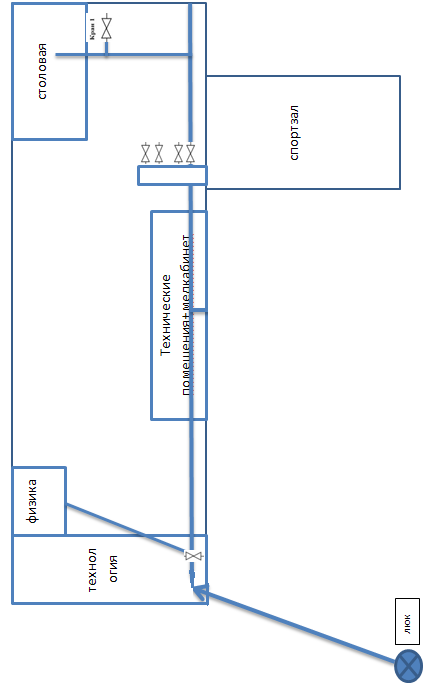 Кран 1
столовая
спортзал
Технические
помещения+медкабинет
физика
технол
огия
люк